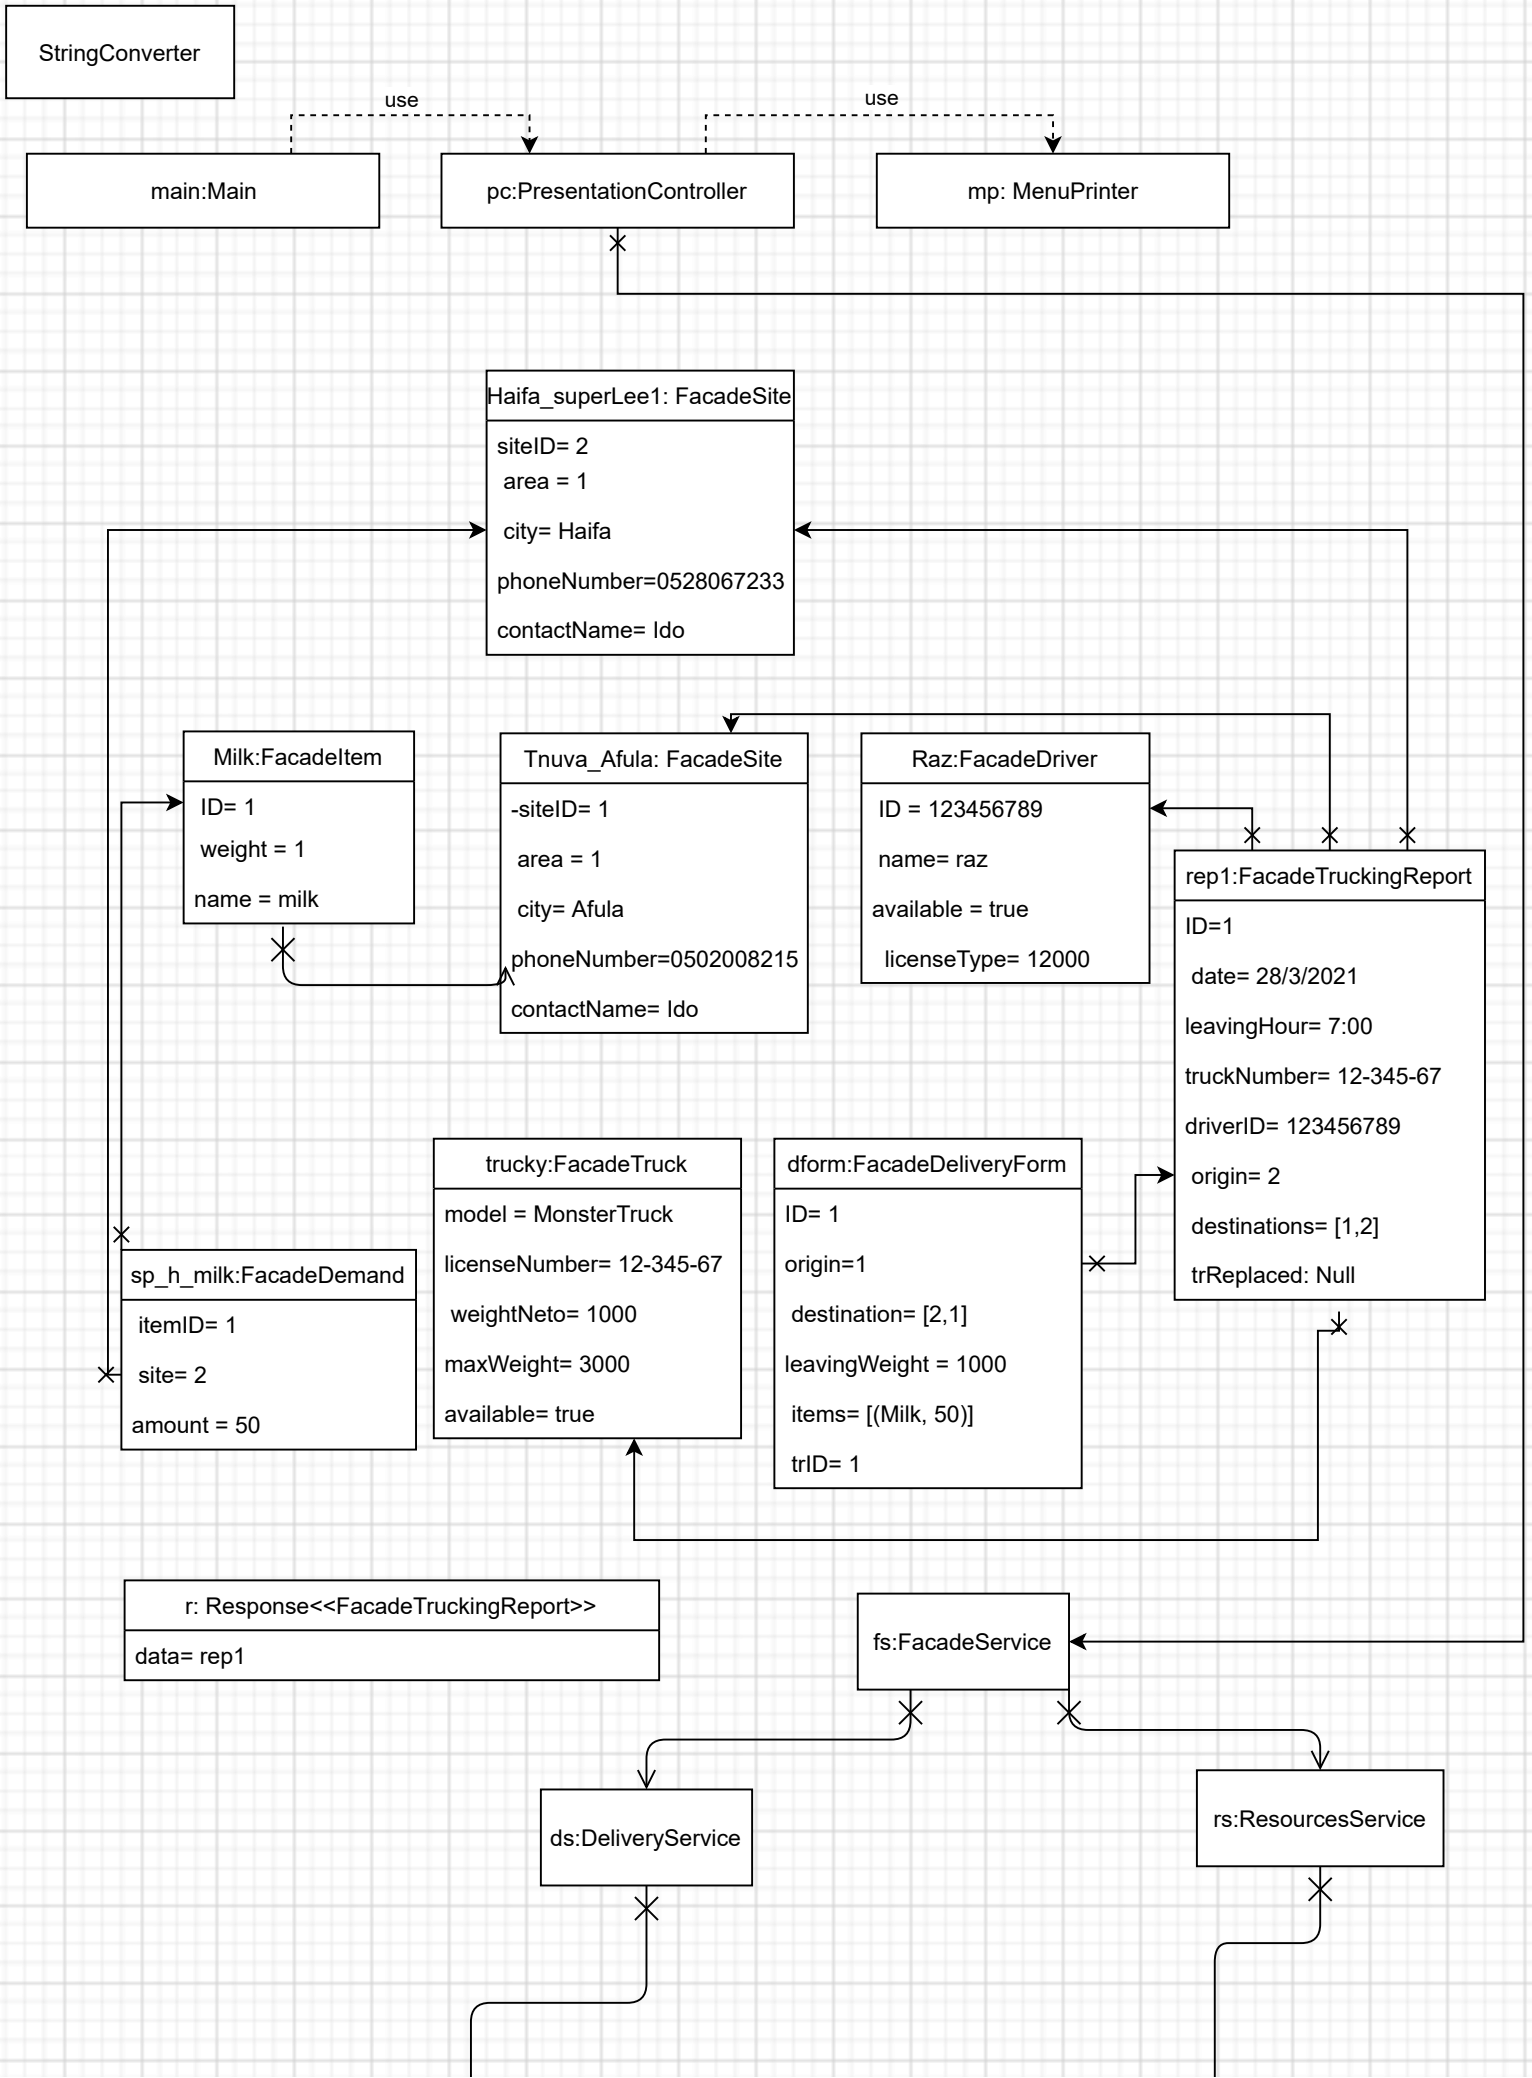 StringConverter
use
use
main:Main
pc:PresentationController
mp: MenuPrinter
Haifa_superLee1: FacadeSite
siteID= 2
area = 1
city= Haifa
phoneNumber=0528067233
contactName= Ido
Milk:FacadeItem
ID= 1
weight = 1
name = milk
Tnuva_Afula: FacadeSite
-siteID= 1
area = 1
city= Afula
phoneNumber=0502008215
contactName= Ido
Raz:FacadeDriver
ID = 123456789
name= raz
available = true
licenseType= 12000
rep1:FacadeTruckingReport
ID=1
date= 28/3/2021
leavingHour= 7:00
truckNumber= 12-345-67
driverID= 123456789
origin= 2
destinations= [1,2]
trReplaced: Null
sp_h_milk:FacadeDemand
itemID= 1
site= 2
amount = 50
trucky:FacadeTruck
model = MonsterTruck
licenseNumber= 12-345-67
weightNeto= 1000
maxWeight= 3000
available= true
dform:FacadeDeliveryForm
ID= 1
origin=1
destination= [2,1]
leavingWeight = 1000
items= [(Milk, 50)]
trID= 1
r: Response<<FacadeTruckingReport>>
data= rep1
fs:FacadeService
ds:DeliveryService
rs:ResourcesService